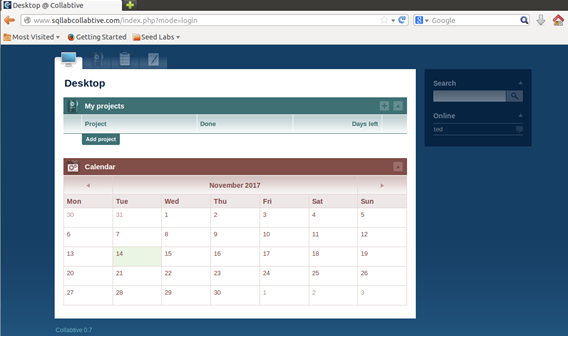 Desktop @ Collabtive
www.sqllabcollabtive.com/index.php?mode=login
Google
Most Visited
Getting Started
Seed Labs
Desktop
My projects
Project Done Days left
Add project
Calendar
November 2017
Mon Tue Wed Thu Fri Sat Sun
30 31 1 2 3 4 5
6 7 8 9 10 11 12
13 14 15 16 17 18 19
20 21 22 23 24 25 26
27 28 29 30 1 2 3
Search
Online
ted
Collabtive 0.7